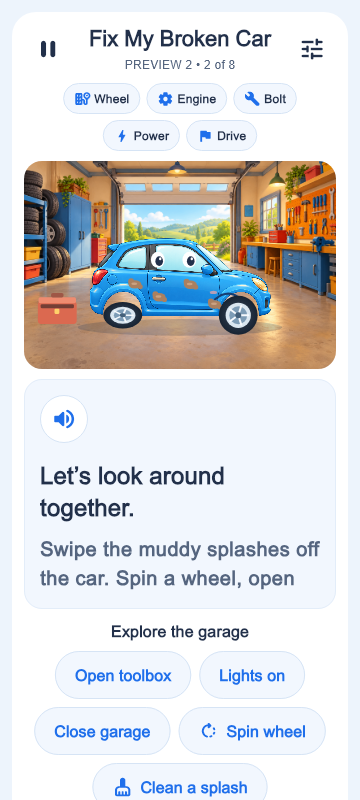 Fix My Broken Car
PREVIEW 2 • 2 of 8
Wheel
Engine
Bolt
Power
Drive
Let’s look around
together.
Swipe the muddy splashes off
the car. Spin a wheel, open
Explore the garage
Open toolbox
Lights on
Close garage
Spin wheel
Clean a splash